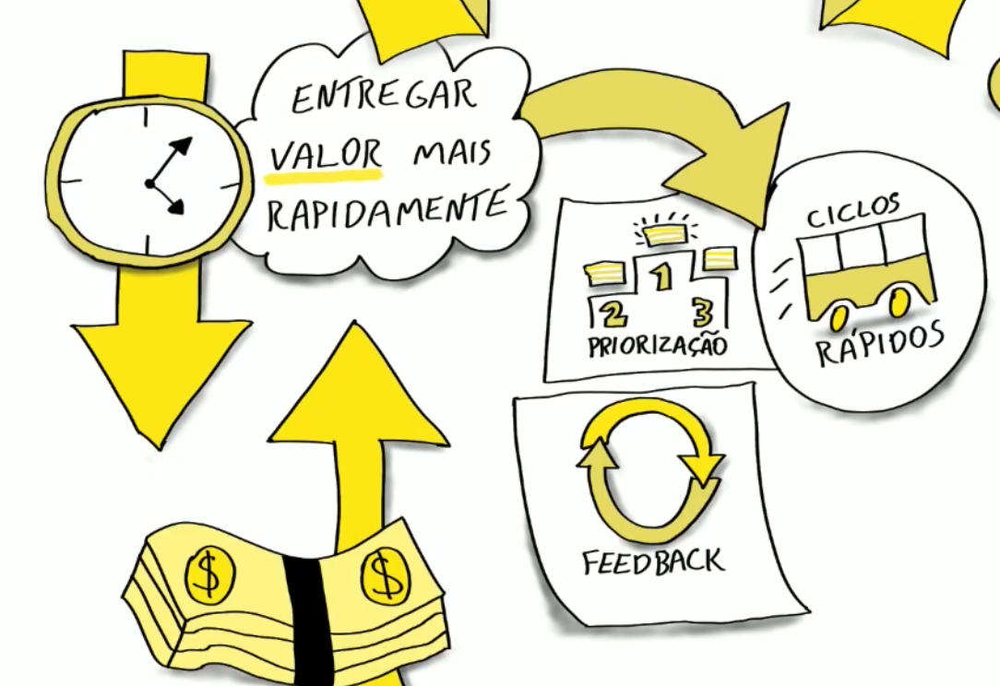 ENTREGAR
VALOR MAIS
RAPIDAMENTE
1
2 3
PRIORIZAÇÃO
CICLOS
RÁPIDOS
FEEDBACK
$ $